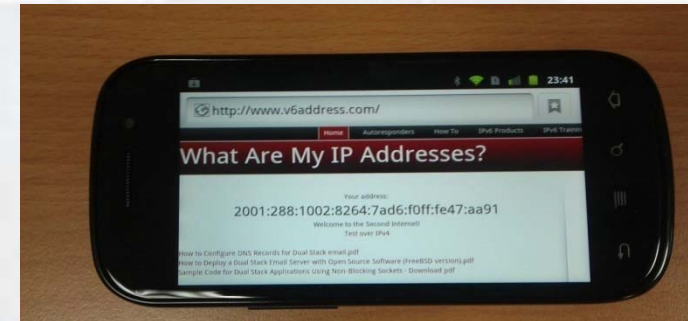 23:41
http://www.v6address.com/
Home Autoresponders How To IPv6 Products IPv6 Trainin
What Are My IP Addresses?
Your address:
2001:288:1002:8264:7ad6:f0ff:fe47:aa91
Welcome to the Second Internet!
Test over IPv4
How to Configure DNS Records for Dual Stack email.pdf
How to Deploy a Dual Stack Email Server with Open Source Software (FreeBSD version).pdf
Sample Code for Dual Stack Applications Using Non-Blocking Sockets - Download pdf